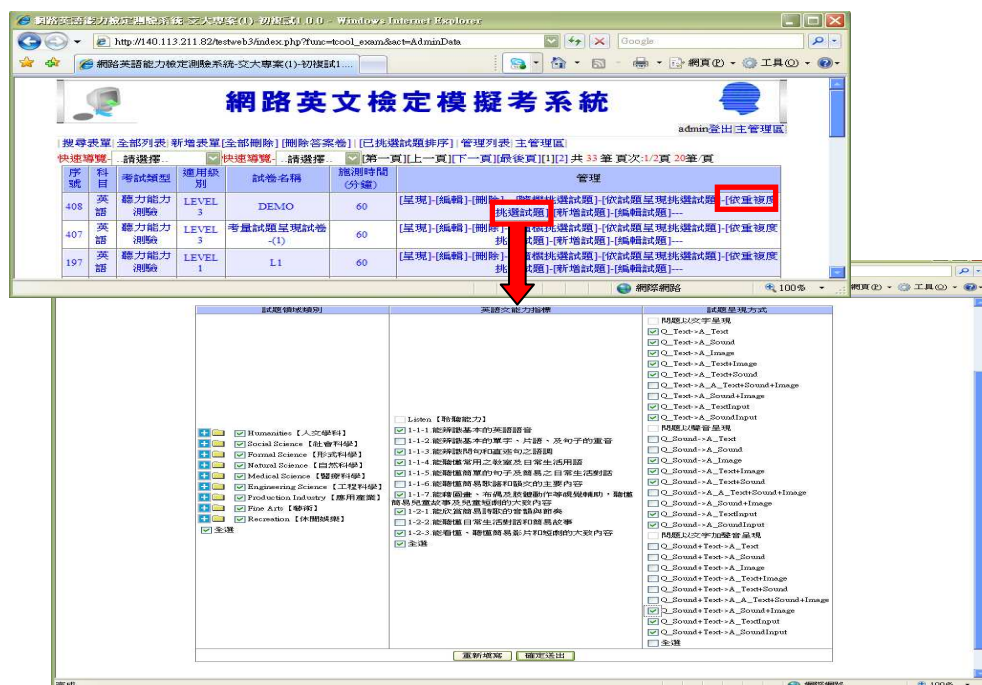 網路英語能力檢定測驗系統-交大專案(1)-初複試1.0.0 - Windows Internet Explorer
http://140.113.211.82/testweb3/index.php?func=tcool_exam&act=AdminData
Google
網路英語能力檢定測驗系統-交大專案(1)-初複試1....
網頁(P) 工具(O)
網路英文檢定模擬考系統
admin登出|主管理區|
|搜尋表單|全部列表|新增表單|[全部刪除] [刪除答案卷]| [已挑選試題排序]| 管理列表|主管理區|
快速導覽- ..請選擇.. 快速導覽- ..請選擇.. [第一頁][上一頁][下一頁][最後頁][1][2] 共 33 筆 頁次:1/2頁 20筆/頁
序號 科目 考試類型 適用級別 試卷名稱 施測時間(分鐘) 管理
408 英語 聽力能力測驗 LEVEL 3 DEMO 60 [呈現]-[編輯]-[刪除]-[隨機挑選試題]-[依試題呈現挑選試題]-[依重複度
挑選試題]-[新增試題]-[編輯試題]---
407 英語 聽力能力測驗 LEVEL 3 考量試題呈現試卷-(1) 60 [呈現]-[編輯]-[刪除]-[隨機挑選試題]-[依試題呈現挑選試題]-[依重複度
挑 試題]-[新增試題]-[編輯試題]---
197 英語 聽力能力測驗 LEVEL 1 L1 60 [呈現]-[編輯]-[刪除]-[隨機挑選試題]-[依試題呈現挑選試題]-[依重複度
挑 試題]-[新增試題]-[編輯試題]---
網際網路 100%
網頁(P) 工具(O)
試題領域類別 英語文能力指標 試題呈現方式
Humanities【人文學科】
Social Science【社會科學】
Formal Science【形式科學】
Natural Science【自然科學】
Medical Science【醫療科學】
Engineering Science【工程科學】
Production Industry【應用產業】
Fine Arts【藝術】
Recreation【休閒娛樂】
全選
Listen【聆聽能力】
1-1-1.能辨識基本的英語語音
1-1-2.能辨識基本的單字、片語、及句子的重音
1-1-3.能辨識問句和直述句之語調
1-1-4.能聽懂常用之教室及日常生活用語
1-1-5.能聽懂簡單的句子及簡易之日常生活對話
1-1-6.能聽懂簡易歌謠和韻文的主要內容
1-1-7.能藉圖畫、布偶及肢體動作等視覺輔助，聽懂
簡易兒童故事及兒童短劇的大致內容
1-2-1.能欣賞簡易詩歌的音韻與節奏
1-2-2.能聽懂日常生活對話和簡易故事
1-2-3.能看懂、聽懂簡易影片和短劇的大致內容
全選
問題以文字呈現
Q_Text->A_Text
Q_Text->A_Sound
Q_Text->A_Image
Q_Text->A_Text+Image
Q_Text->A_Text+Sound
Q_Text->A_A_Text+Sound+Image
Q_Text->A_Sound+Image
Q_Text->A_TextInput
Q_Text->A_SoundInput
問題以聲音呈現
Q_Sound->A_Text
Q_Sound->A_Sound
Q_Sound->A_Image
Q_Sound->A_Text+Image
Q_Sound->A_Text+Sound
Q_Sound->A_A_Text+Sound+Image
Q_Sound->A_Sound+Image
Q_Sound->A_TextInput
Q_Sound->A_SoundInput
問題以文字加聲音呈現
Q_Sound+Text->A_Text
Q_Sound+Text->A_Sound
Q_Sound+Text->A_Image
Q_Sound+Text->A_Text+Image
Q_Sound+Text->A_Text+Sound
Q_Sound+Text->A_A_Text+Sound+Image
Q_Sound+Text->A_Sound+Image
Q_Sound+Text->A_TextInput
Q_Sound+Text->A_SoundInput
全選
重新填寫 確定送出
完成 網際網路 100%